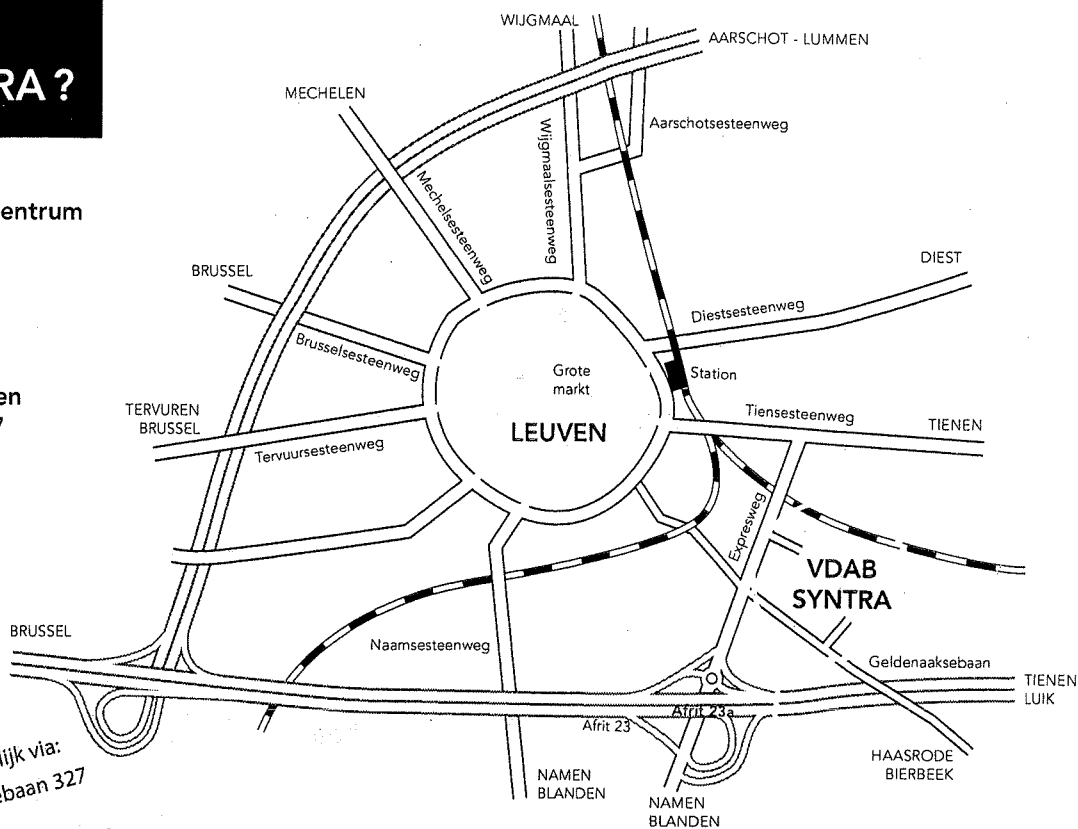 RA ?
entrum
en
7
lijk via:
ebaan 327
WIJGMAAL
AARSCHOT - LUMMEN
MECHELEN
Aarschotsesteenweg
Wijgmaalsesteenweg
Mechelsesteenweg
BRUSSEL
DIEST
Diestsesteenweg
Brusselsesteenweg
Grote
markt
Station
TERVUREN
BRUSSEL
Tiensesteenweg
TIENEN
LEUVEN
Tervuursesteenweg
Expresweg
VDAB
SYNTRA
BRUSSEL
Naamsesteenweg
Geldenaaksebaan
TIENEN
LUIK
Afrit 23a
Afrit 23
HAASRODE
BIERBEEK
NAMEN
BLANDEN
NAMEN
BLANDEN